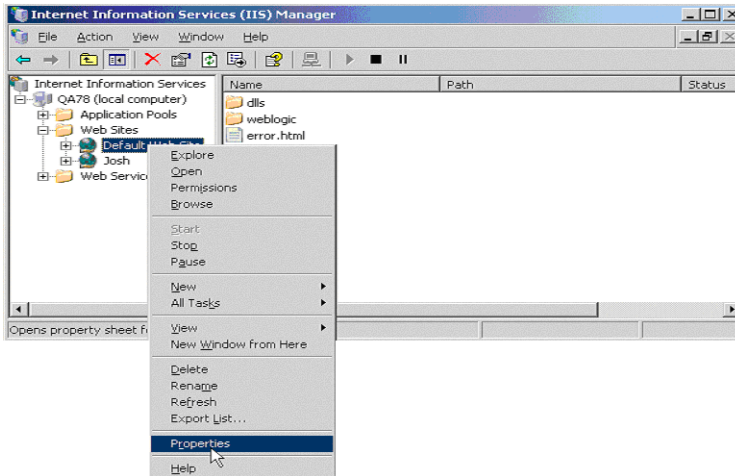 Internet Information Services (IIS) Manager
File Action View Window Help
Internet Information Services
QA78 (local computer)
Application Pools
Web Sites
Default Web Site
Josh
Web Servic
Name Path Status
dlls
weblogic
error.html
Explore
Open
Permissions
Browse
Start
Stop
Pause
New
All Tasks
View
New Window from Here
Delete
Rename
Refresh
Export List...
Properties
Help
Opens property sheet f